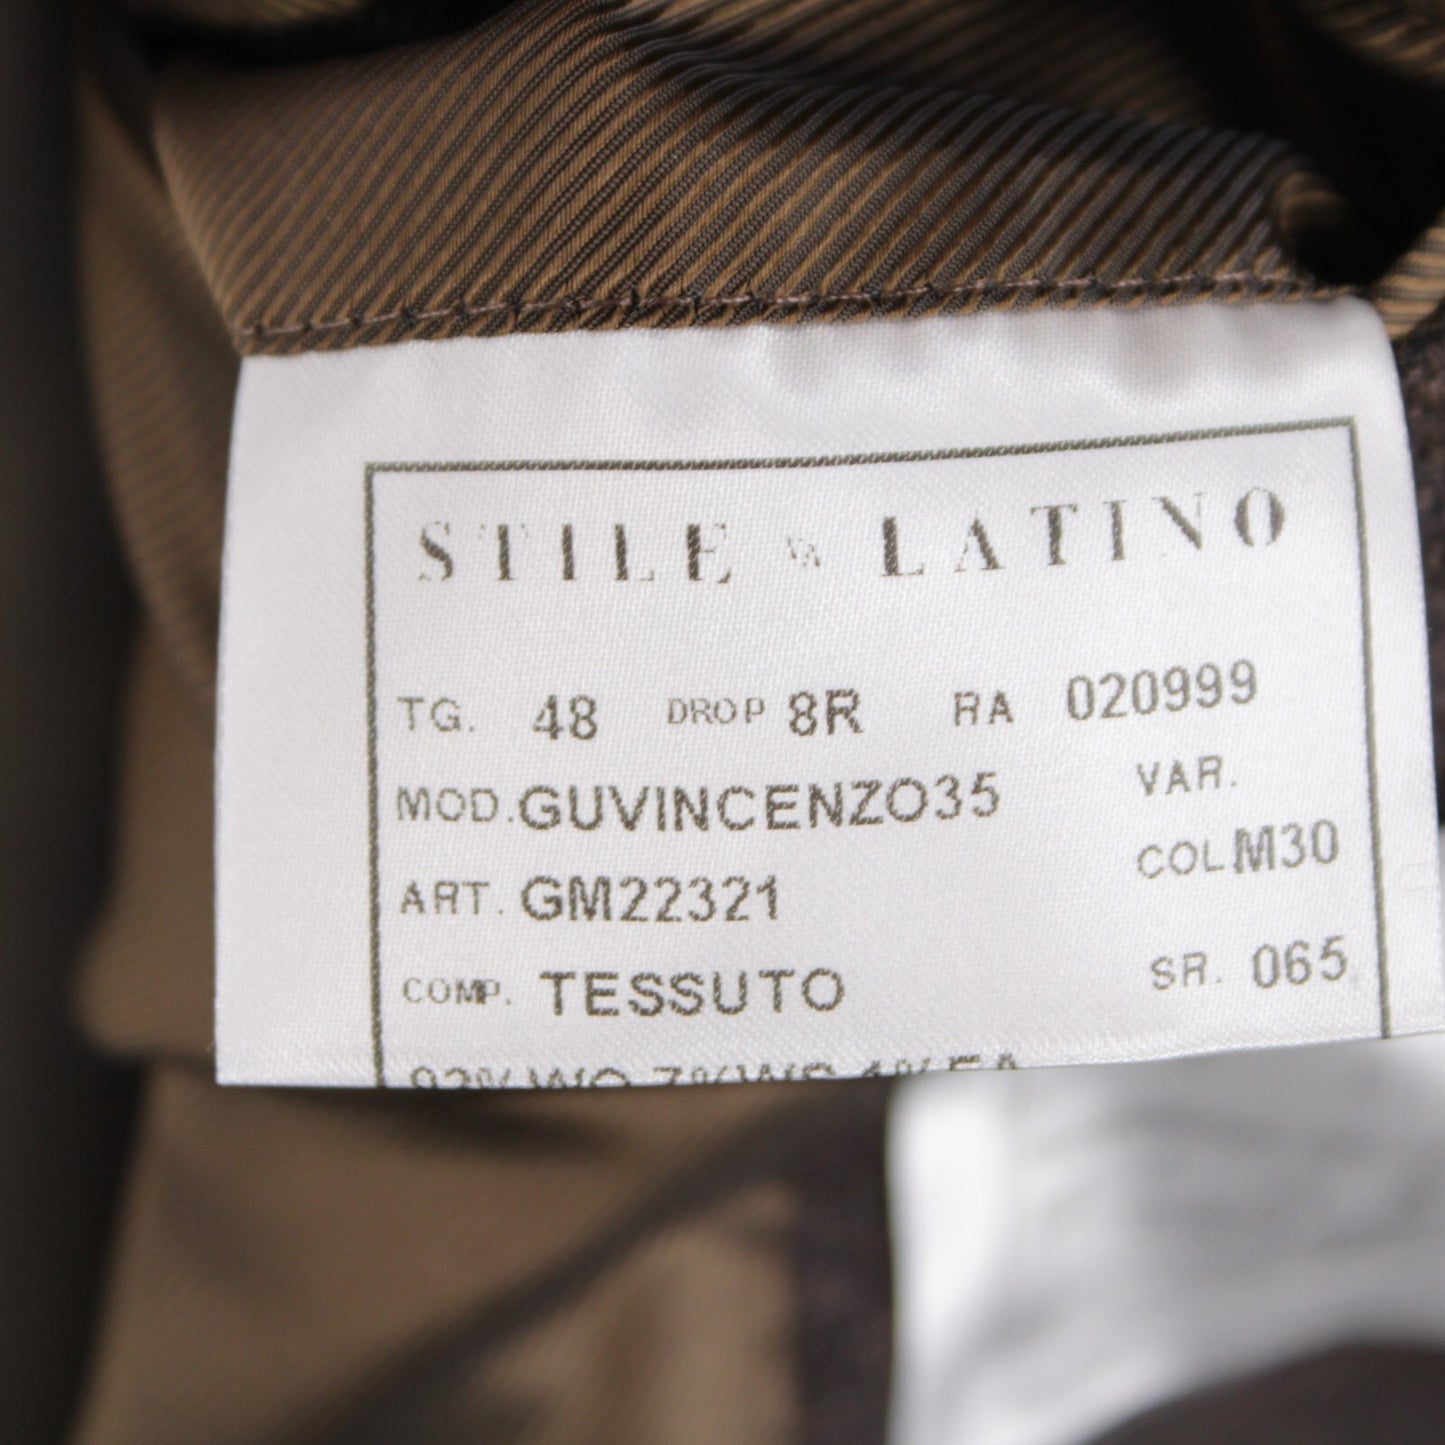 STILE LATINO
TG. 48 DROP 8R RA 020999
MOD. GUVINCENZO35 VAR.
ART. GM22321 COL. M30
COMP. TESSUTO SR. 065